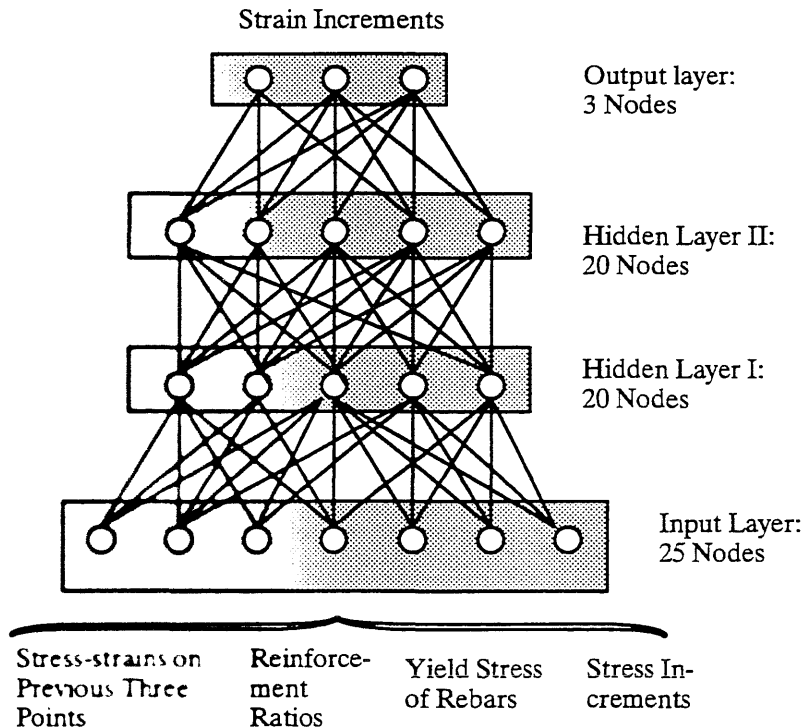 Strain Increments
Output layer:
3 Nodes
Hidden Layer II:
20 Nodes
Hidden Layer I:
20 Nodes
Input Layer:
25 Nodes
Stress-strains on
Previous Three
Points
Reinforce-
ment
Ratios
Yield Stress
of Rebars
Stress In-
crements